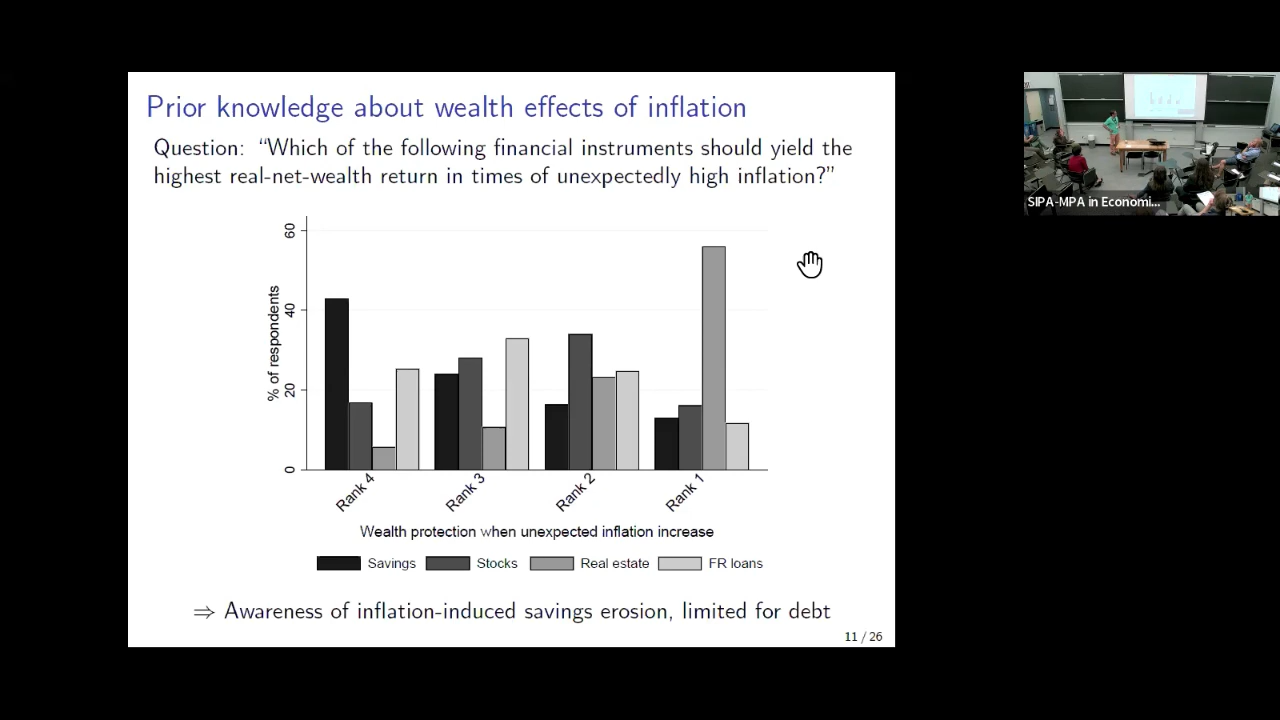 Prior knowledge about wealth effects of inflation
Question: “Which of the following financial instruments should yield the
highest real-net-wealth return in times of unexpectedly high inflation?”
% of respondents
60
40
20
0
Rank 4
Rank 3
Rank 2
Rank 1
Wealth protection when unexpected inflation increase
Savings
Stocks
Real estate
FR loans
⇒ Awareness of inflation-induced savings erosion, limited for debt
11 / 26
SIPA-MPA in Economi...